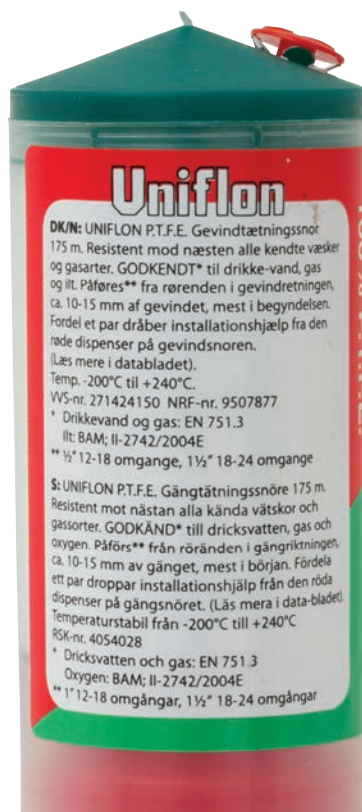 Uniflon
DK/N: UNIFLON P.T.F.E. Gevindtætningssnor
175 m. Resistent mod næsten alle kendte væsker
og gasarter. GODKENDT* til drikke-vand, gas
og ilt. Påføres** fra rørenden i gevindretningen,
ca. 10-15 mm af gevindet, mest i begyndelsen.
Fordel et par dråber installationshjælp fra den
røde dispenser på gevindsnoren.
(Læs mere i databladet).
Temp. -200°C til +240°C.
VVS-nr. 271424150 NRF-nr. 9507877
* Drikkevand og gas: EN 751.3
Ilt: BAM; II-2742/2004E
** ½" 12-18 omgange, 1½" 18-24 omgange
S: UNIFLON P.T.F.E. Gängtätningssnöre 175 m.
Resistent mot nästan alla kända vätskor och
gassorter. GODKÄND* till dricksvatten, gas och
oxygen. Påförs** från röränden i gängriktningen,
ca. 10-15 mm av gänget, mest i början. Fördela
ett par droppar installationshjälp från den röda
dispenser på gängsnöret. (Läs mera i data-bladet).
Temperaturstabil från -200°C till +240°C
RSK-nr. 4054028
* Dricksvatten och gas: EN 751.3
Oxygen: BAM; II-2742/2004E
** 1" 12-18 omgångar, 1½" 18-24 omgångar